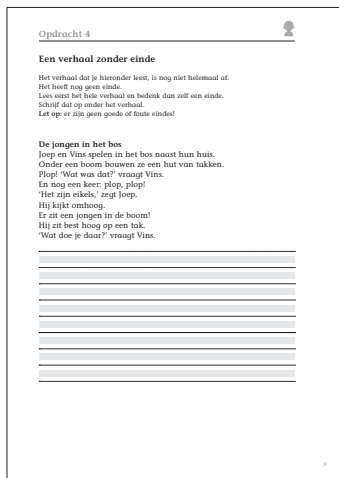 Opdracht 4
Een verhaal zonder einde
Het verhaal dat je hieronder leest, is nog niet helemaal af.
Het heeft nog geen einde.
Lees eerst het hele verhaal en bedenk dan zelf een einde.
Schrijf dat op onder het verhaal.
Let op: er zijn geen goede of foute eindes!
De jongen in het bos
Joep en Vins spelen in het bos naast hun huis.
Onder een boom bouwen ze een hut van takken.
Plop! ‘Wat was dat?’ vraagt Vins.
En nog een keer: plop, plop!
‘Het zijn eikels,’ zegt Joep.
Hij kijkt omhoog.
Er zit een jongen in de boom!
Hij zit best hoog op een tak.
‘Wat doe je daar?’ vraagt Vins.